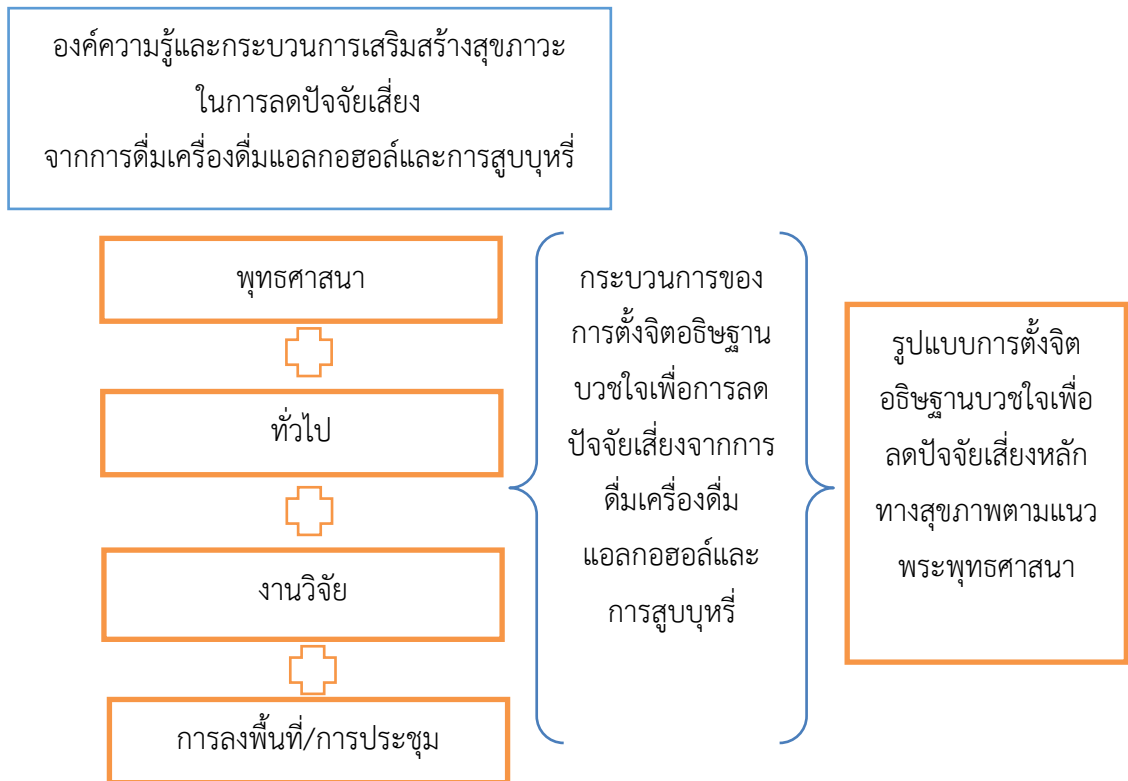 องค์ความรู้และกระบวนการเสริมสร้างสุขภาวะ
ในการลดปัจจัยเสี่ยง
จากการดื่มเครื่องดื่มแอลกอฮอล์และการสูบบุหรี่
พุทธศาสนา
ทั่วไป
งานวิจัย
การลงพื้นที่/การประชุม
กระบวนการของ
การตั้งจิตอธิษฐาน
บวชใจเพื่อการลด
ปัจจัยเสี่ยงจากการ
ดื่มเครื่องดื่ม
แอลกอฮอล์และ
การสูบบุหรี่
รูปแบบการตั้งจิต
อธิษฐานบวชใจเพื่อ
ลดปัจจัยเสี่ยงหลัก
ทางสุขภาพตามแนว
พระพุทธศาสนา